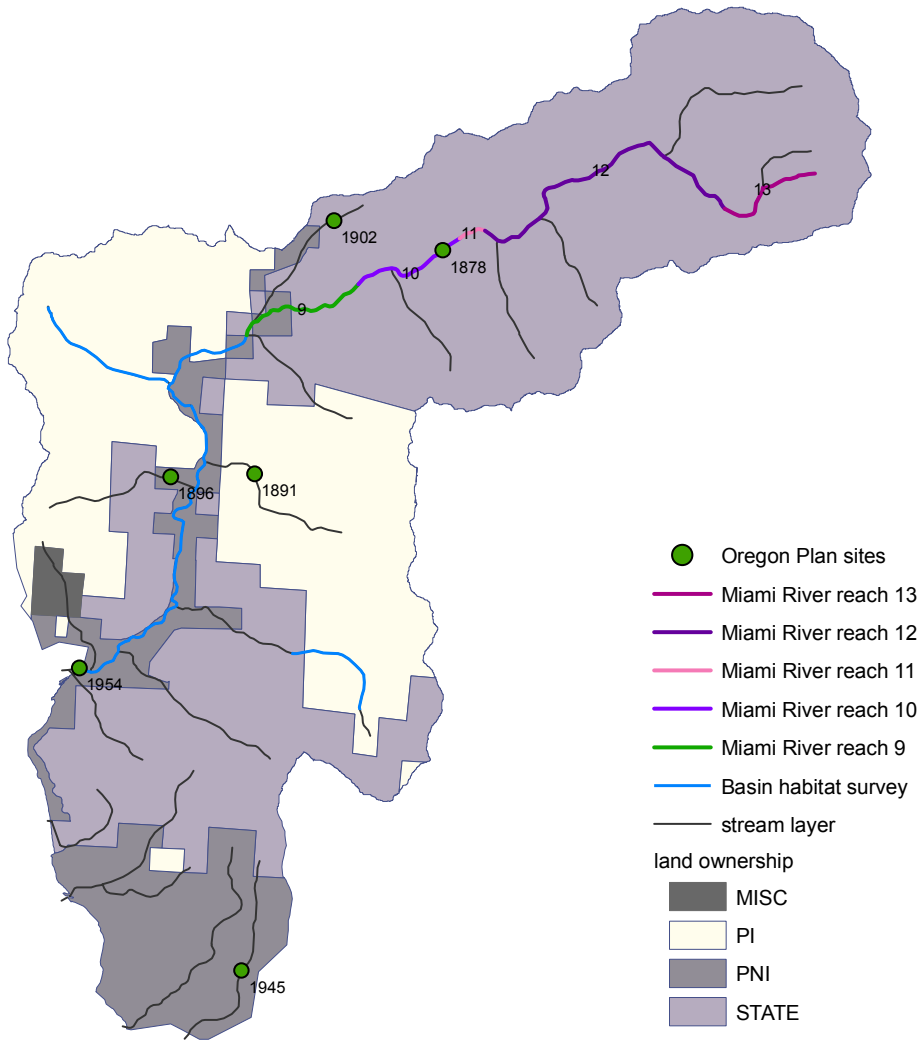 12
13
1902
11
1878
10
9
1896
1891
1954
1945
Oregon Plan sites
Miami River reach 13
Miami River reach 12
Miami River reach 11
Miami River reach 10
Miami River reach 9
Basin habitat survey
stream layer
land ownership
MISC
PI
PNI
STATE